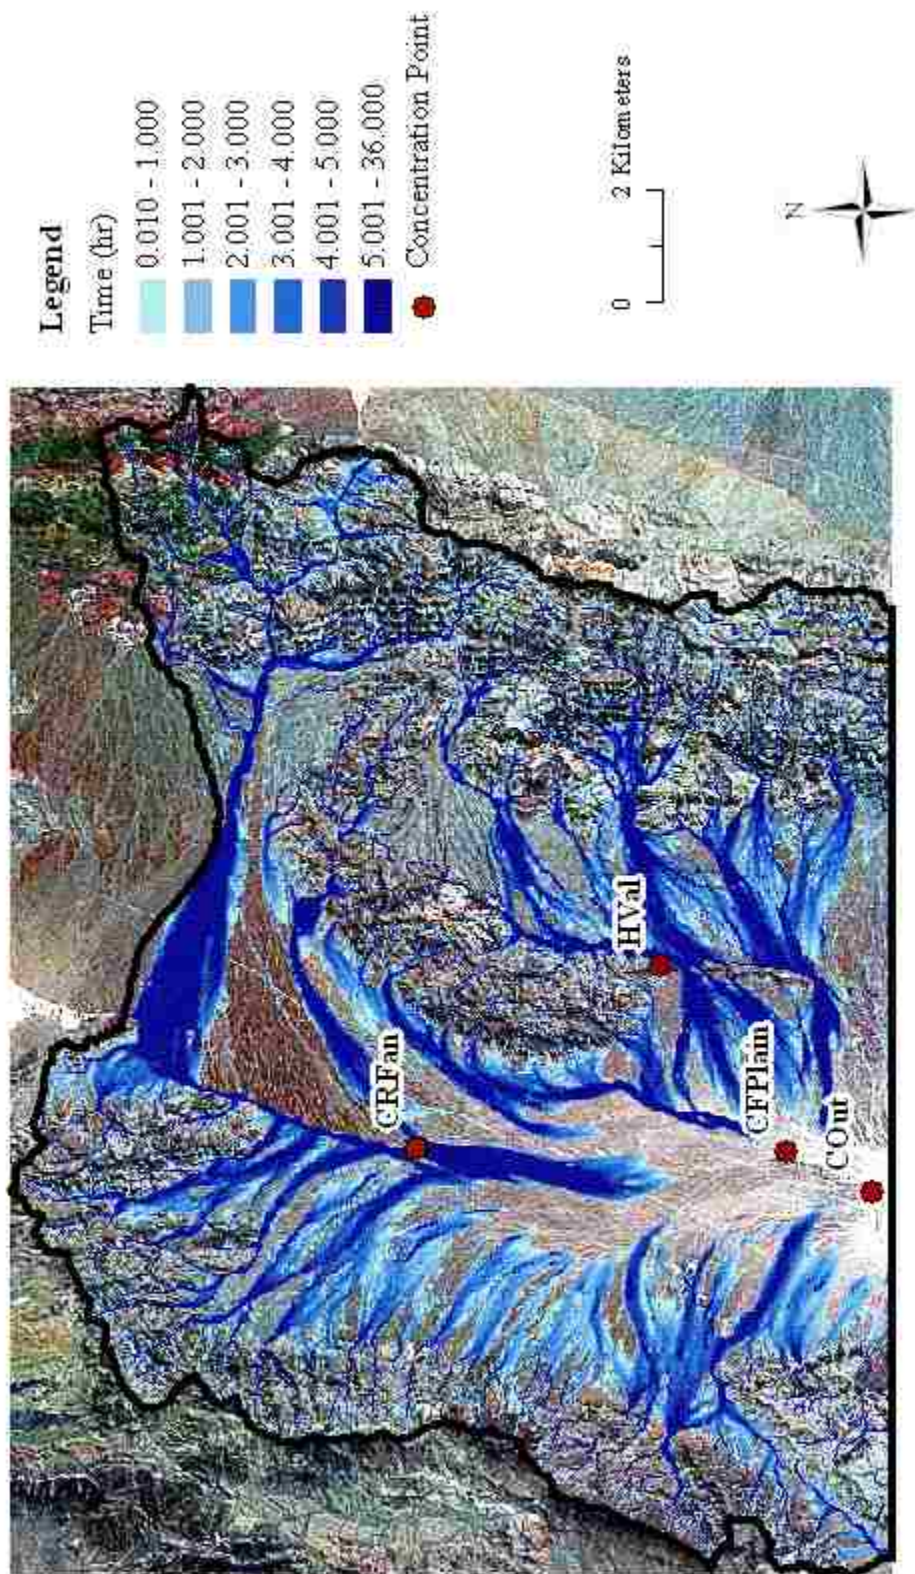 Legend
Time (hr)
0.010 - 1.000
1.001 - 2.000
2.001 - 3.000
3.001 - 4.000
4.001 - 5.000
5.001 - 36.000
Concentration Point
0 2 Kilometers
N
CRFan
HVal
CFPlain
COut